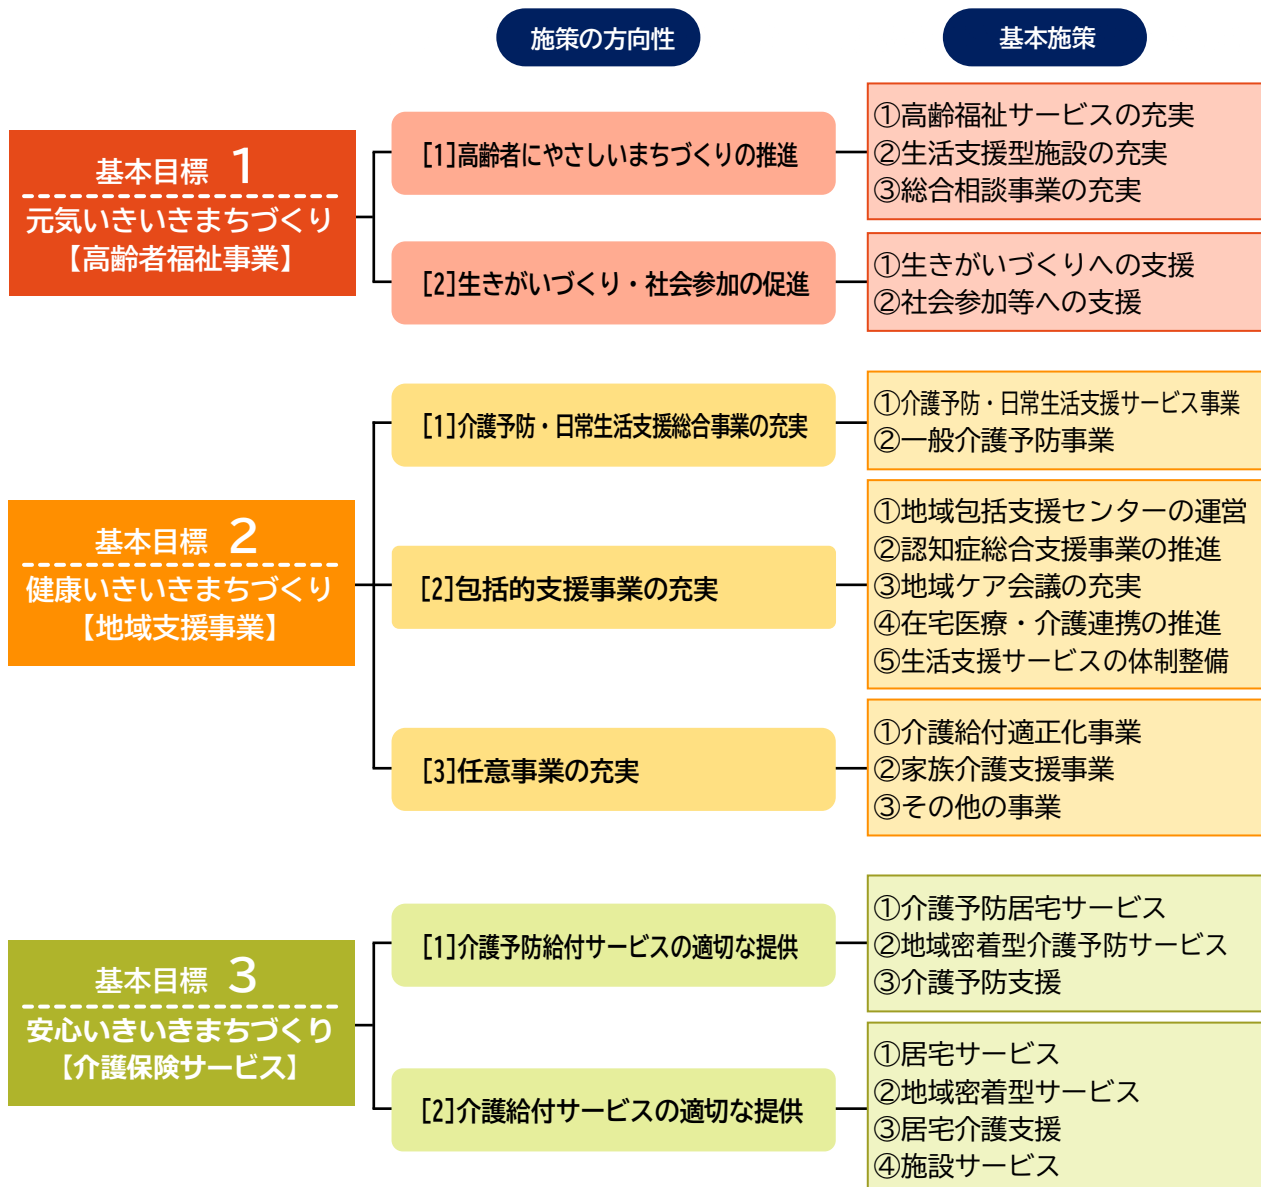 施策の方向性
基本施策
基本目標 1
元気いきいきまちづくり
【高齢者福祉事業】
[1]高齢者にやさしいまちづくりの推進
①高齢福祉サービスの充実
②生活支援型施設の充実
③総合相談事業の充実
[2]生きがいづくり・社会参加の促進
①生きがいづくりへの支援
②社会参加等への支援
基本目標 2
健康いきいきまちづくり
【地域支援事業】
[1]介護予防・日常生活支援総合事業の充実
①介護予防・日常生活支援サービス事業
②一般介護予防事業
[2]包括的支援事業の充実
①地域包括支援センターの運営
②認知症総合支援事業の推進
③地域ケア会議の充実
④在宅医療・介護連携の推進
⑤生活支援サービスの体制整備
[3]任意事業の充実
①介護給付適正化事業
②家族介護支援事業
③その他の事業
基本目標 3
安心いきいきまちづくり
【介護保険サービス】
[1]介護予防給付サービスの適切な提供
①介護予防居宅サービス
②地域密着型介護予防サービス
③介護予防支援
[2]介護給付サービスの適切な提供
①居宅サービス
②地域密着型サービス
③居宅介護支援
④施設サービス